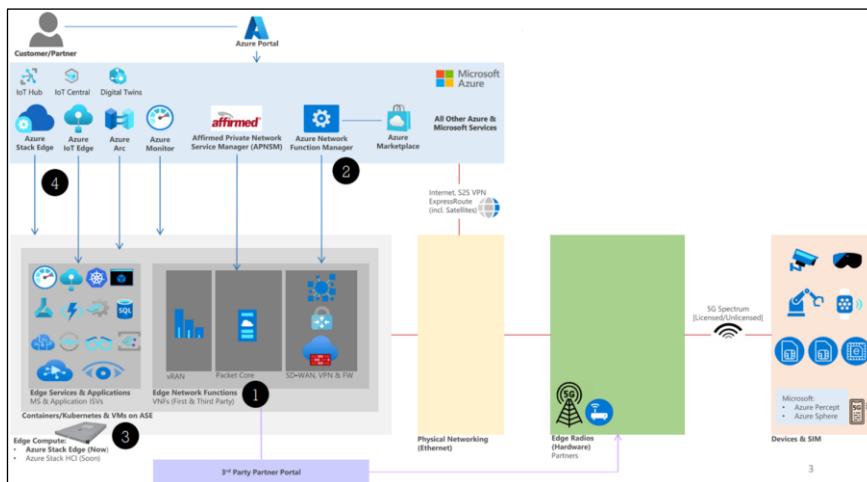 Customer/Partner
Azure Portal
IoT Hub
IoT Central
Digital Twins
Microsoft
Azure
affirmed
Azure
Stack Edge
Azure
IoT Edge
Azure
Arc
Azure
Monitor
Affirmed Private Network
Service Manager (APNSM)
Azure Network
Function Manager
Azure
Marketplace
All Other Azure &
Microsoft Services
4
2
Internet, S2S VPN
ExpressRoute
(incl. Satellites)
SQL
5G Spectrum
[Licensed/Unlicensed]
vRAN
Packet Core
SD-WAN, VPN & FW
Edge Services & Applications
MS & Application ISVs
Edge Network Functions
VNFs (First & Third Party)
1
5G
e
Microsoft:
• Azure Percept
• Azure Sphere
5G
Containers/Kubernetes & VMs on ASE
3
Edge Compute:
• Azure Stack Edge (Now)
• Azure Stack HCI (Soon)
Physical Networking
(Ethernet)
Edge Radios
(Hardware)
Partners
Devices & SIM
3rd Party Partner Portal
3